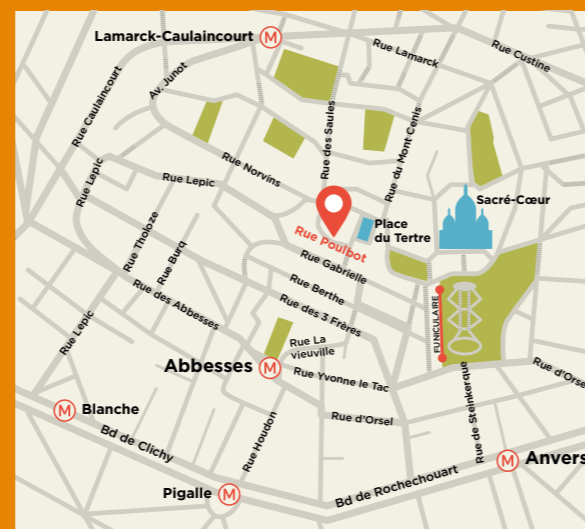 Lamarck-Caulaincourt M
Rue Lamarck
Rue Custine
Av. Junot
Rue Caulaincourt
Rue des Saules
Rue du Mont Cenis
Rue Norvins
Rue Lepic
Rue Lepic
Sacré-Cœur
Place
du Tertre
Rue Poulbot
Rue Tholoze
Rue Burq
Rue Gabrielle
Rue Berthe
Rue des 3 Frères
Rue des Abbesses
FUNICULAIRE
Rue Lepic
Rue La
vieuville
Abbesses M
Rue Yvonne le Tac
Rue d'Orsel
Rue de Steinkerque
Rue d'Orsel
M Blanche
Bd de Clichy
Rue Houdon
M Anvers
Bd de Rochechouart
Pigalle M